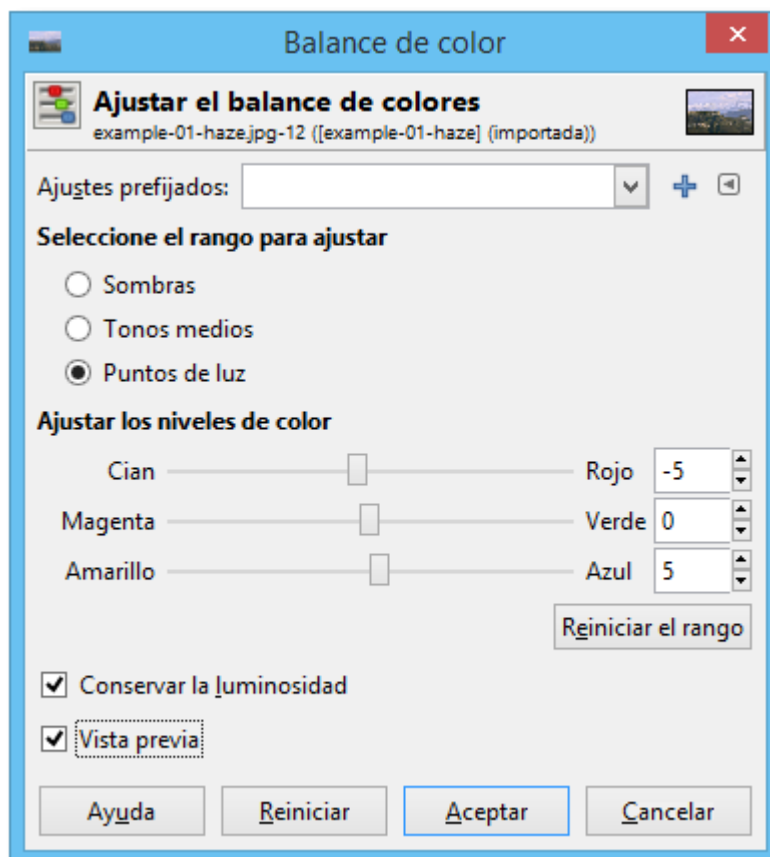 Balance de color
Ajustar el balance de colores
example-01-haze.jpg-12 ([example-01-haze] (importada))
Ajustes prefijados:
Seleccione el rango para ajustar
Sombras
Tonos medios
Puntos de luz
Ajustar los niveles de color
Cian Rojo -5
Magenta Verde 0
Amarillo Azul 5
Reiniciar el rango
Conservar la luminosidad
Vista previa
Ayuda Reiniciar Aceptar Cancelar